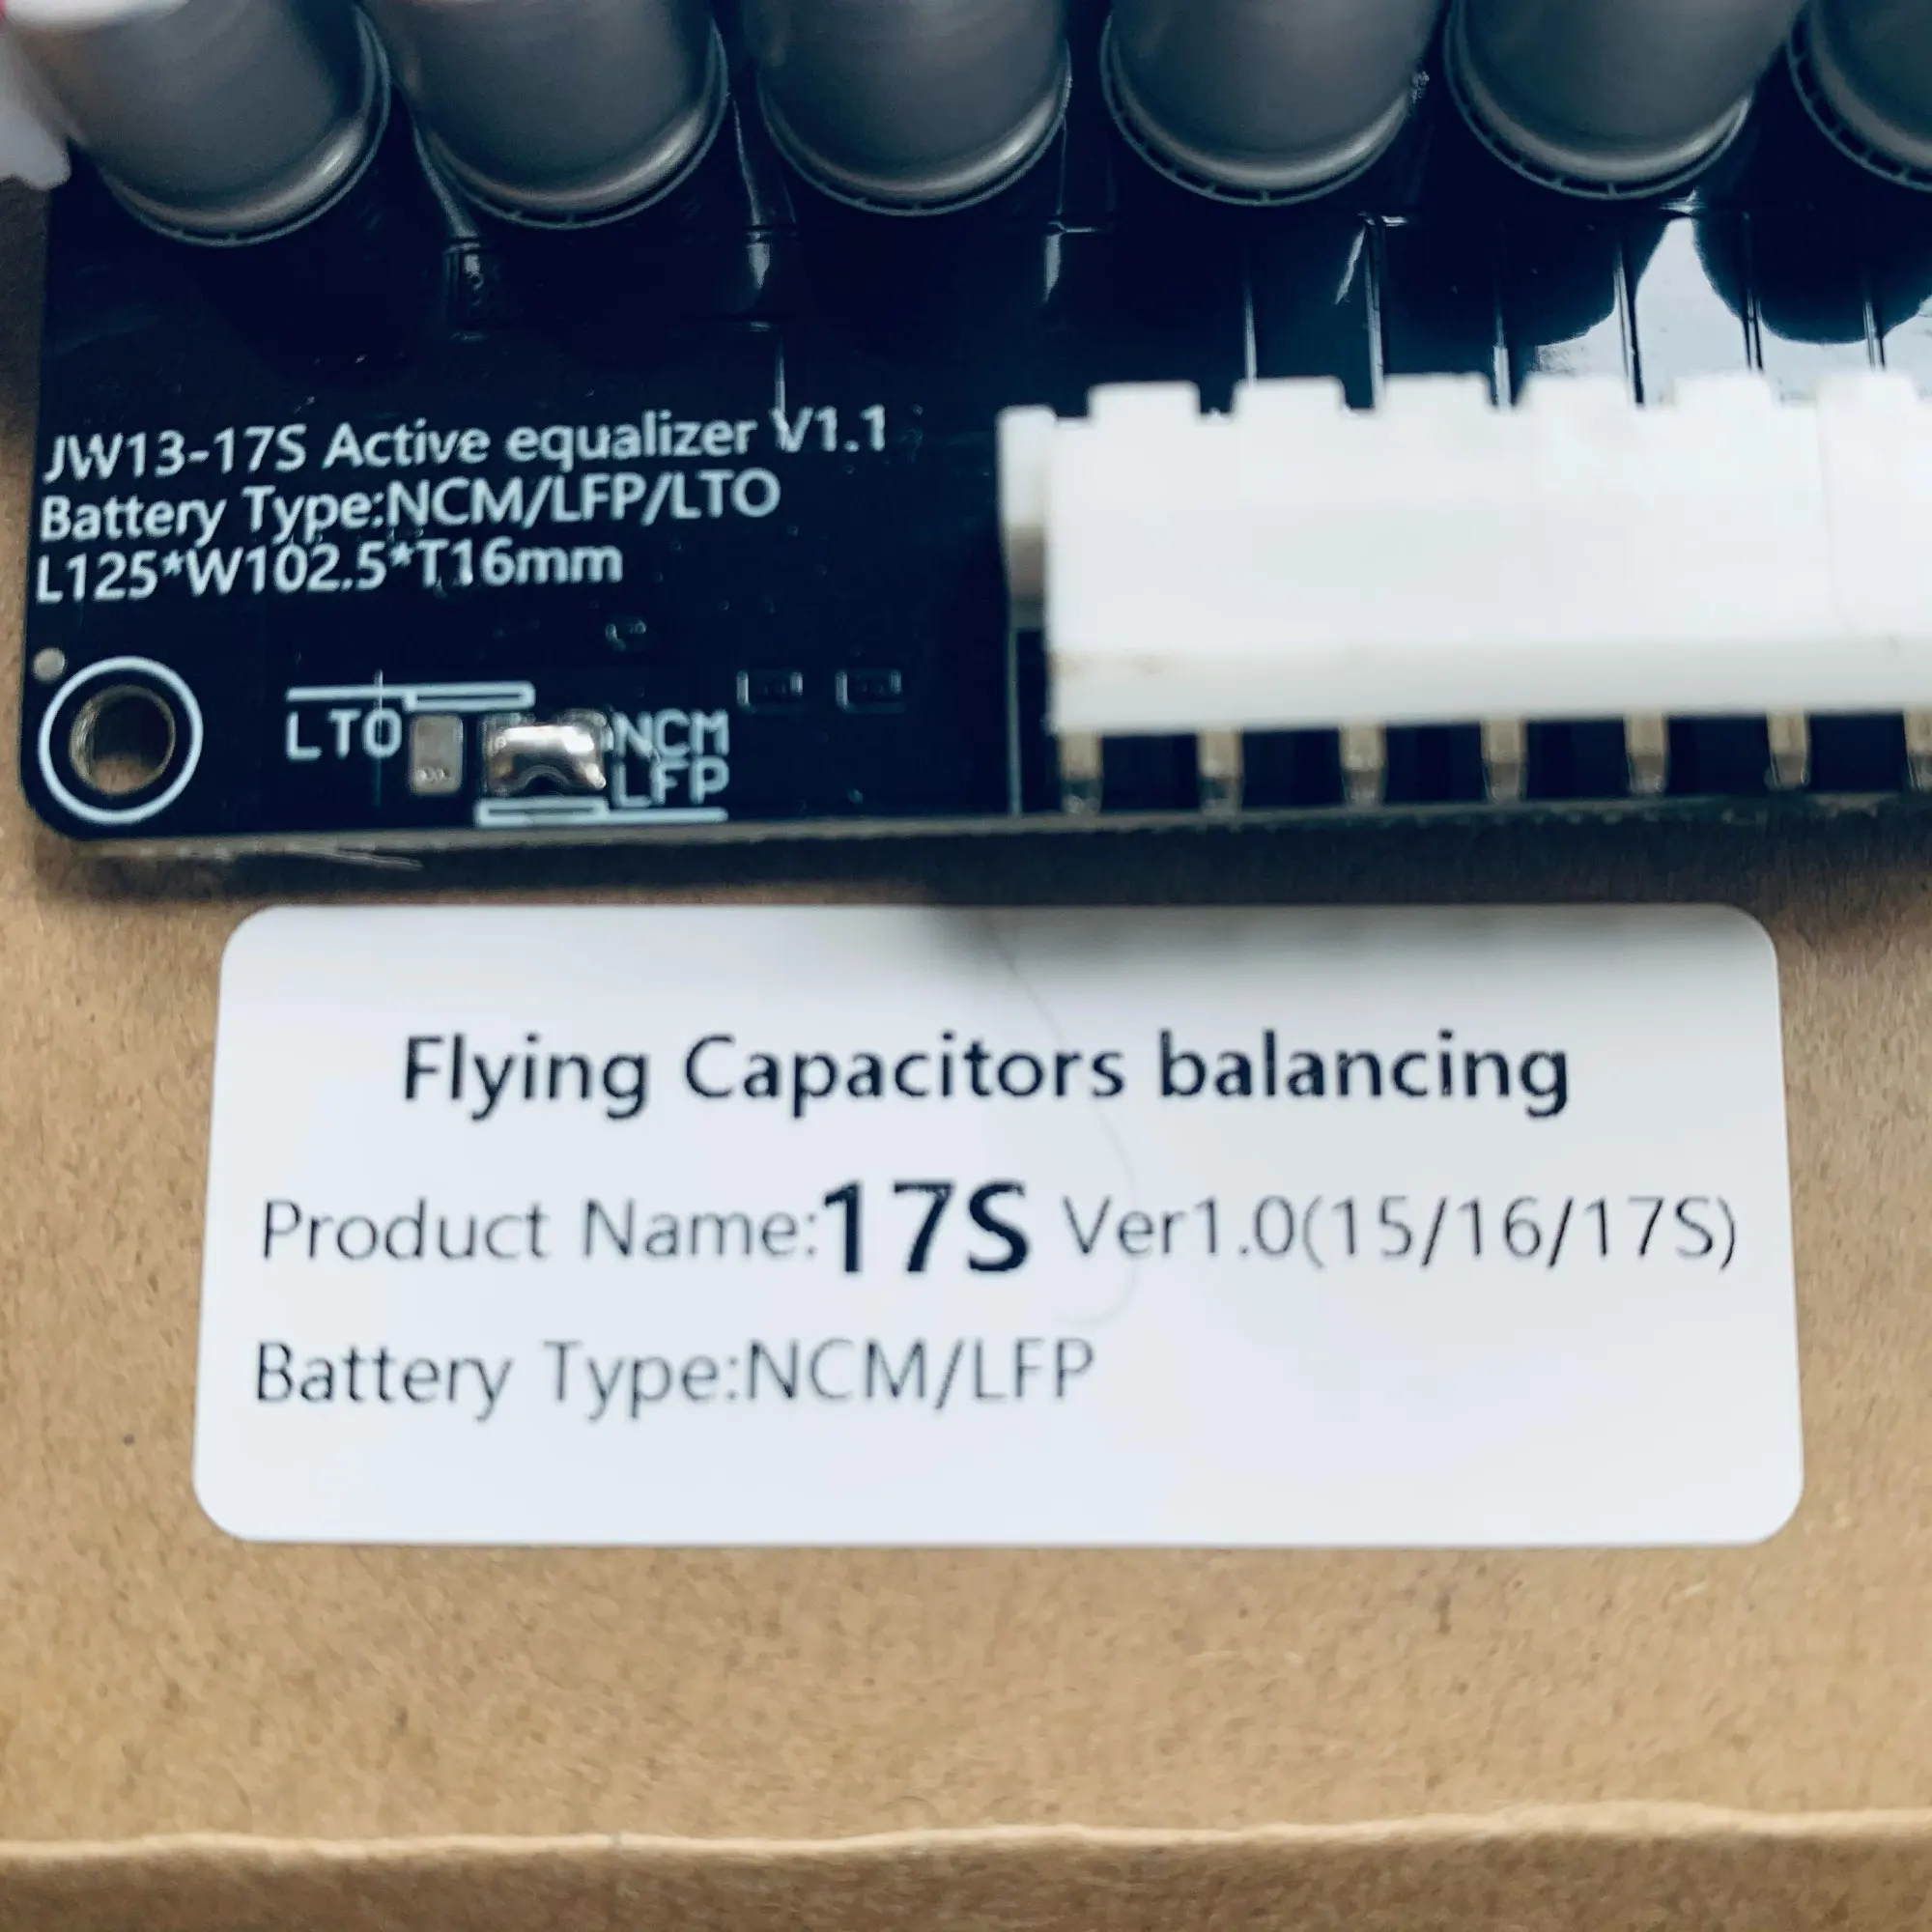 JW13-17S Active equalizer V1.1
Battery Type:NCM/LFP/LTO
L125*W102.5*T16mm
LTO
NCM
LFP
Flying Capacitors balancing
Product Name:17S Ver1.0(15/16/17S)
Battery Type:NCM/LFP